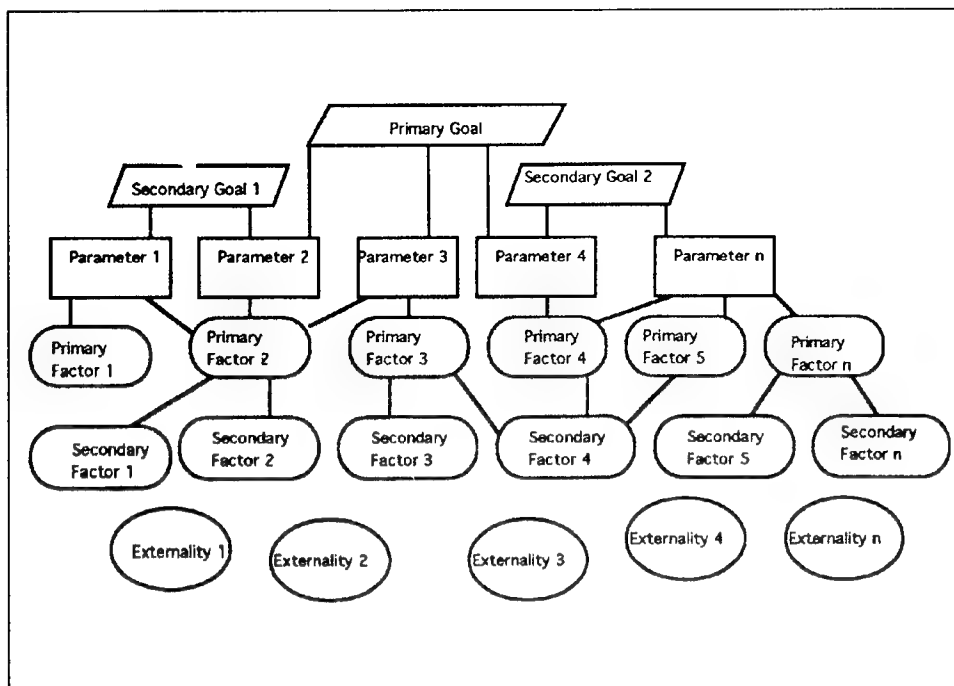 Primary Goal
Secondary Goal 1
Secondary Goal 2
Parameter 1
Parameter 2
Parameter 3
Parameter 4
Parameter n
Primary
Factor 1
Primary
Factor 2
Primary
Factor 3
Primary
Factor 4
Primary
Factor 5
Primary
Factor n
Secondary
Factor 1
Secondary
Factor 2
Secondary
Factor 3
Secondary
Factor 4
Secondary
Factor 5
Secondary
Factor n
Externality 1
Externality 2
Externality 3
Externality 4
Externality n